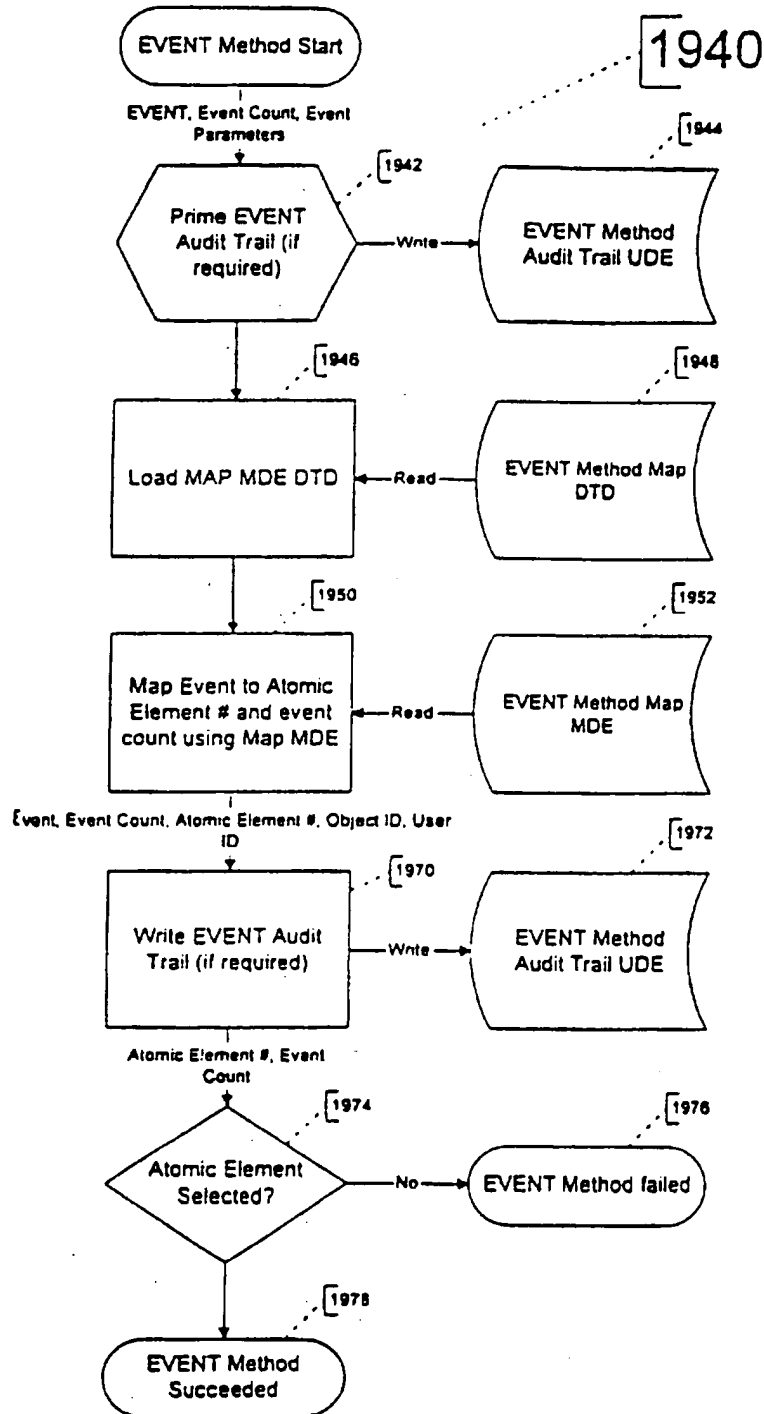 EVENT Method Start
1940
EVENT, Event Count, Event
Parameters
1944
1942
Prime EVENT
Audit Trail (if
required)
Write
EVENT Method
Audit Trail UDE
1946
1948
Load MAP MDE DTD
Read
EVENT Method Map
DTD
1950
1952
Map Event to Atomic
Element # and event
count using Map MDE
Read
EVENT Method Map
MDE
Event, Event Count, Atomic Element #, Object ID, User
ID
1972
1970
Write EVENT Audit
Trail (if required)
Write
EVENT Method
Audit Trail UDE
Atomic Element #, Event
Count
1974
1976
Atomic Element
Selected?
No
EVENT Method failed
1978
EVENT Method
Succeeded